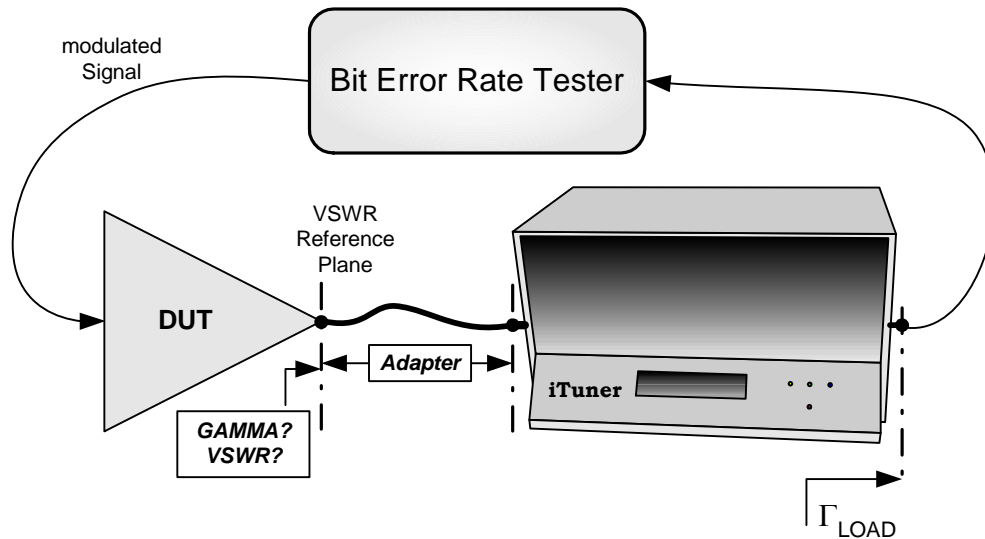 modulated
Signal
Bit Error Rate Tester
VSWR
Reference
Plane
DUT
Adapter
iTuner
GAMMA?
VSWR?
ΓLOAD